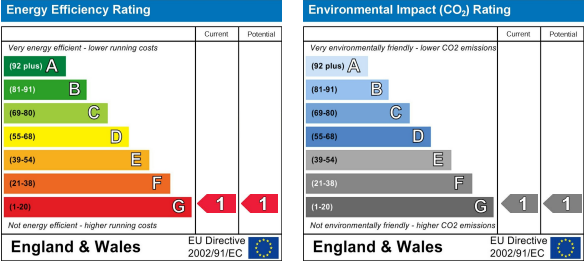 Energy Efficiency Rating
Current Potential
Very energy efficient - lower running costs
(92 plus) A
(81-91) B
(69-80) C
(55-68) D
(39-54) E
(21-38) F
(1-20) G 1 1
Not energy efficient - higher running costs
England & Wales
EU Directive
2002/91/EC
Environmental Impact (CO₂) Rating
Current Potential
Very environmentally friendly - lower CO2 emissions
(92 plus) A
(81-91) B
(69-80) C
(55-68) D
(39-54) E
(21-38) F
(1-20) G 1 1
Not environmentally friendly - higher CO2 emissions
England & Wales
EU Directive
2002/91/EC